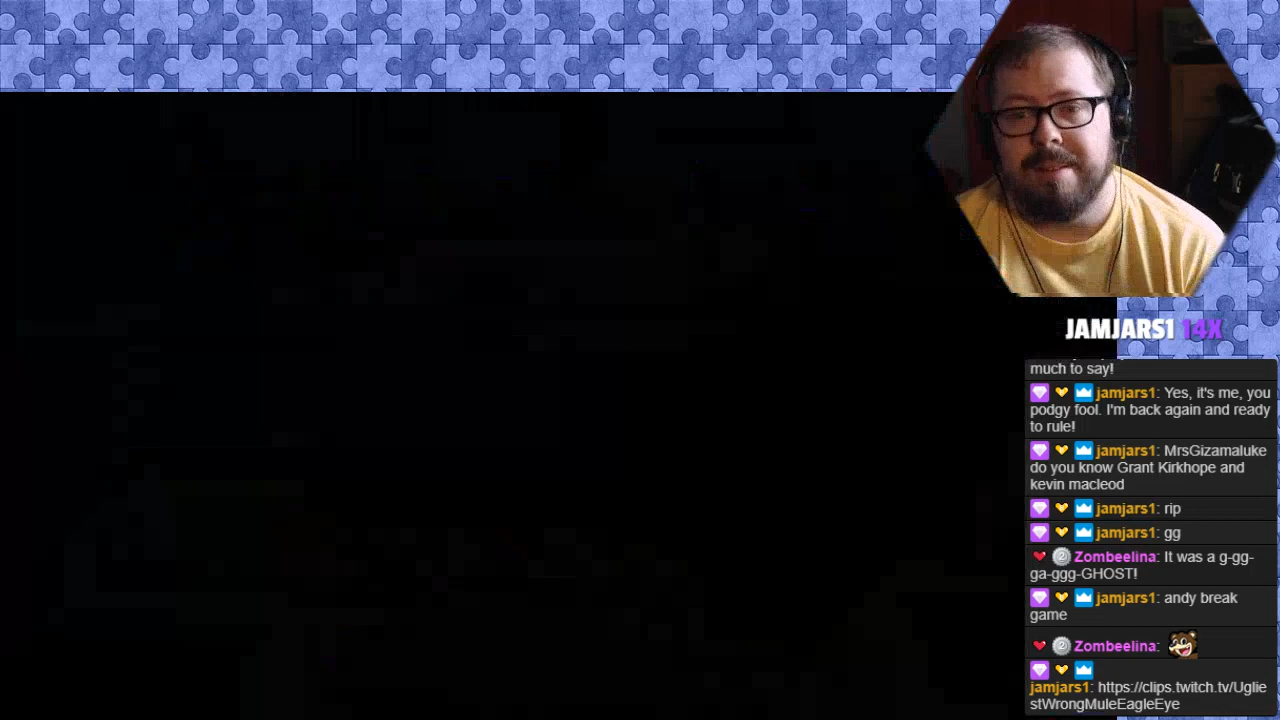 JAMJARS1 14X
much to say!
jamjars1: Yes, it's me, you
podgy fool. I'm back again and ready
to rule!
jamjars1: MrsGizamaluke
do you know Grant Kirkhope and
kevin macleod
jamjars1: rip
jamjars1: gg
2 Zombeelina: It was a g-gg-
ga-ggg-GHOST!
jamjars1: andy break
game
2 Zombeelina:
jamjars1: https://clips.twitch.tv/Uglie
stWrongMuleEagleEye